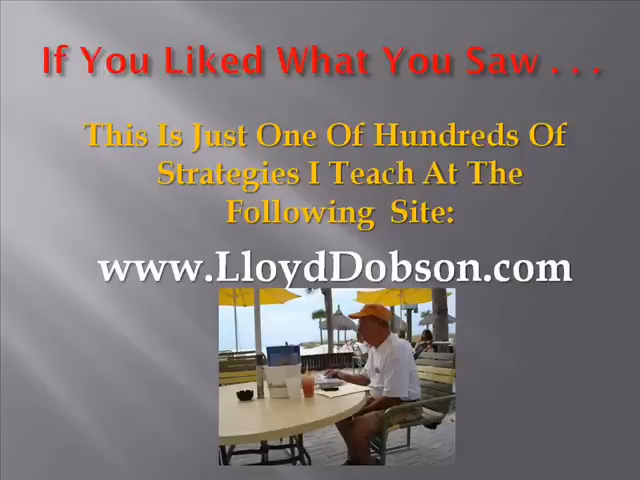 If You Liked What You Saw . . .
This Is Just One Of Hundreds Of
Strategies I Teach At The
Following Site:
www.LloydDobson.com